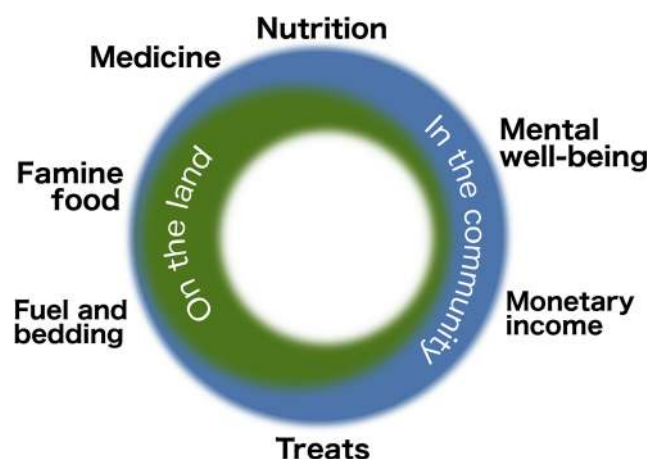 Nutrition
Medicine
Mental
well-being
Famine
food
On the land
In the community
Fuel and
bedding
Monetary
income
Treats